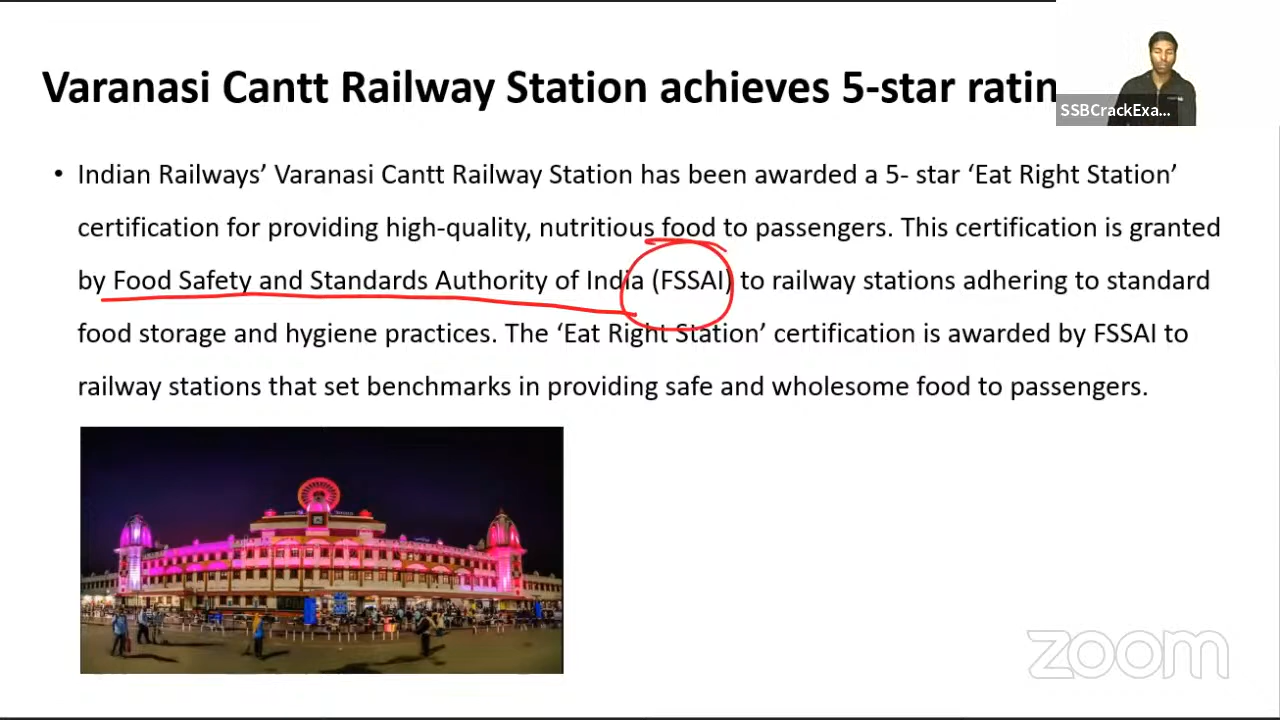 Varanasi Cantt Railway Station achieves 5-star ratin
SSBCrackExa...
• Indian Railways’ Varanasi Cantt Railway Station has been awarded a 5- star ‘Eat Right Station’
certification for providing high-quality, nutritious food to passengers. This certification is granted
by Food Safety and Standards Authority of India (FSSAI) to railway stations adhering to standard
food storage and hygiene practices. The ‘Eat Right Station’ certification is awarded by FSSAI to
railway stations that set benchmarks in providing safe and wholesome food to passengers.
zoom